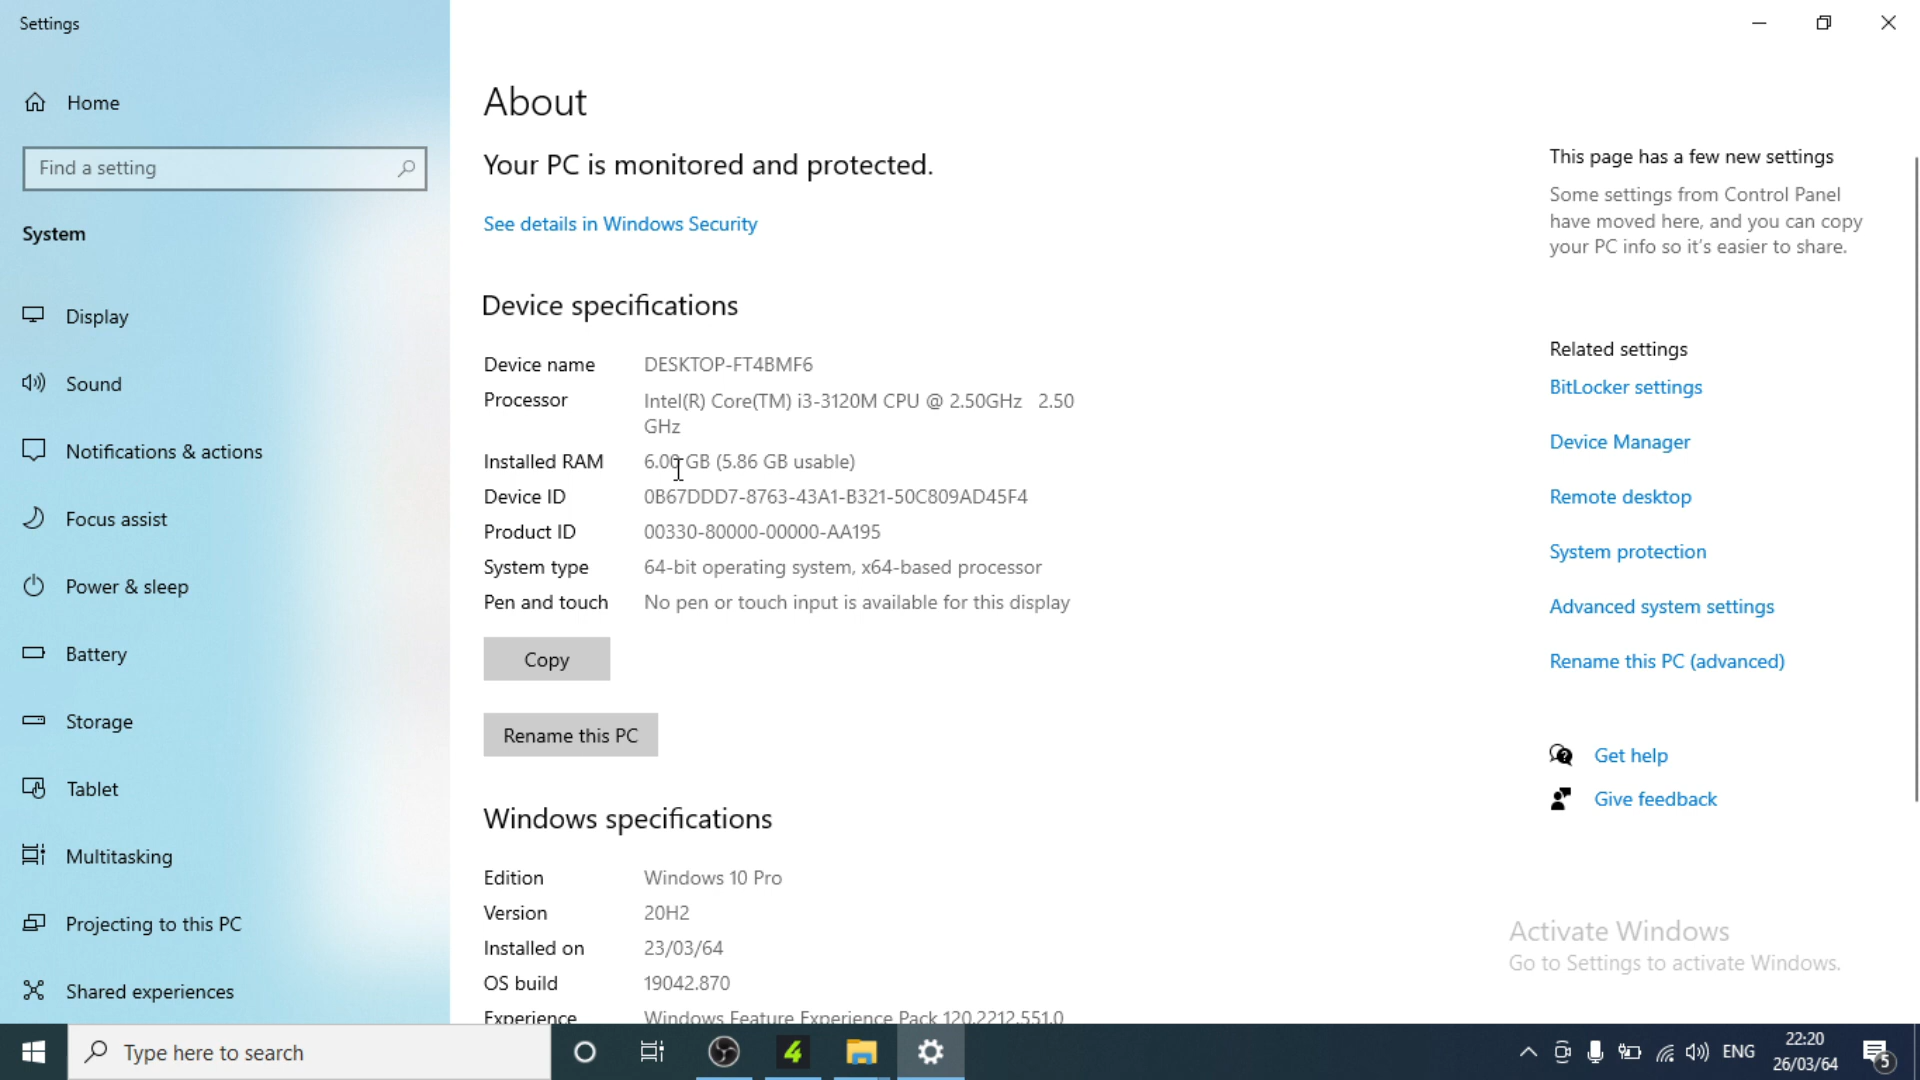 Settings
Home
Find a setting
System
Display
Sound
Notifications & actions
Focus assist
Power & sleep
Battery
Storage
Tablet
Multitasking
Projecting to this PC
Shared experiences
About
Your PC is monitored and protected.
See details in Windows Security
Device specifications
Device name DESKTOP-FT4BMF6
Processor Intel(R) Core(TM) i3-3120M CPU @ 2.50GHz 2.50
GHz
Installed RAM 6.00 GB (5.86 GB usable)
Device ID 0B67DDD7-8763-43A1-B321-50C809AD45F4
Product ID 00330-80000-00000-AA195
System type 64-bit operating system, x64-based processor
Pen and touch No pen or touch input is available for this display
Copy
Rename this PC
Windows specifications
Edition Windows 10 Pro
Version 20H2
Installed on 23/03/64
OS build 19042.870
Experience Windows Feature Experience Pack 120.2212.551.0
This page has a few new settings
Some settings from Control Panel
have moved here, and you can copy
your PC info so it's easier to share.
Related settings
BitLocker settings
Device Manager
Remote desktop
System protection
Advanced system settings
Rename this PC (advanced)
Get help
Give feedback
Activate Windows
Go to Settings to activate Windows.
Type here to search
4
ENG
22:20
26/03/64
5